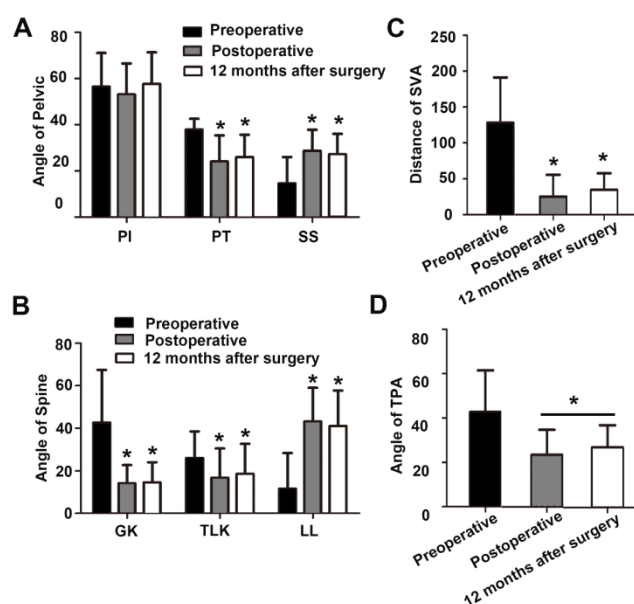 A
Angle of Pelvic
80
60
40
20
0
Preoperative
Postoperative
12 months after surgery
* *
* *
PI PT SS
B
Angle of Spine
80
60
40
20
0
Preoperative
Postoperative
12 months after surgery
* *
* *
* *
GK TLK LL
C
Distance of SVA
250
200
150
100
50
0
*
*
Preoperative
Postoperative
12 months after surgery
D
Angle of TPA
80
60
40
20
0
*
Preoperative
Postoperative
12 months after surgery